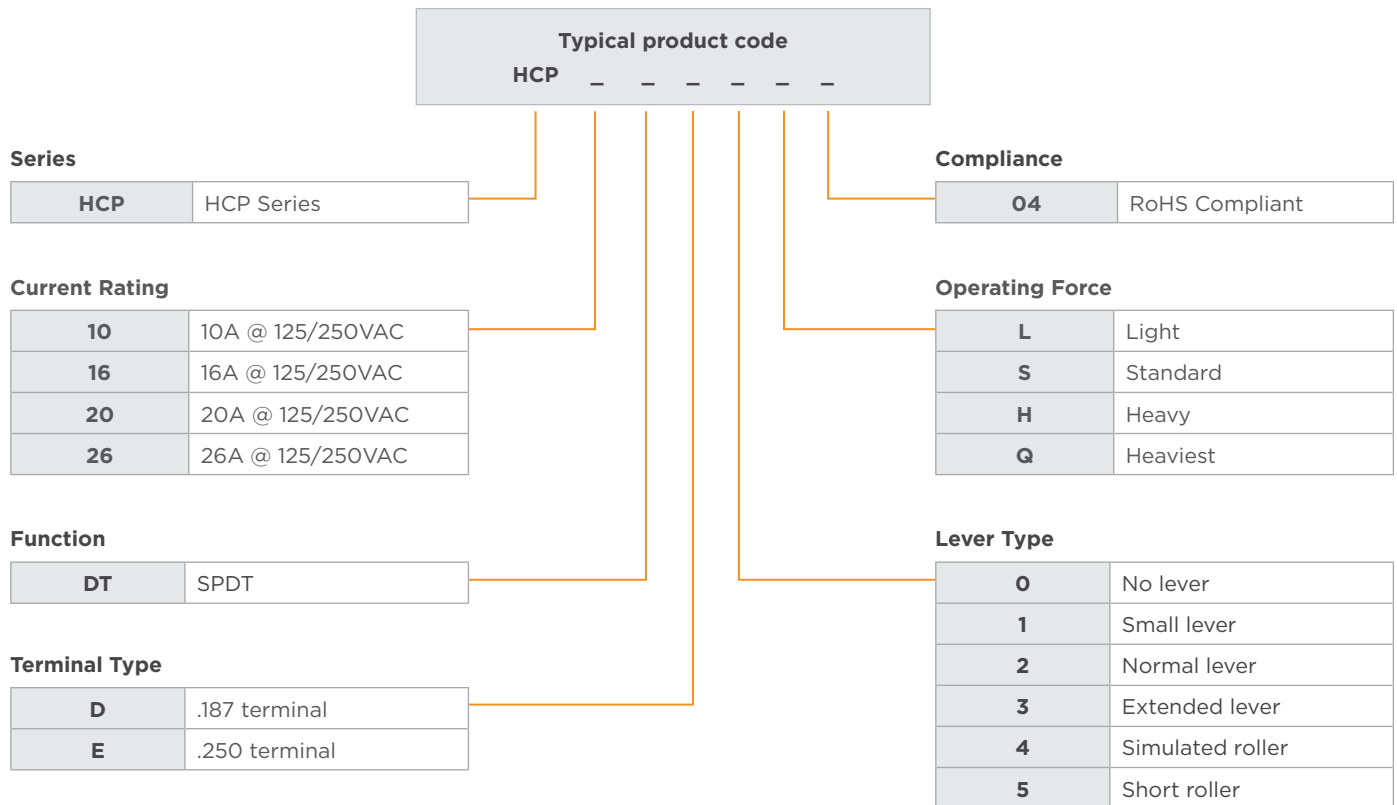 Typical product code
HCP _ _ _ _ _ _
Series
HCP HCP Series
Current Rating
10 10A @ 125/250VAC
16 16A @ 125/250VAC
20 20A @ 125/250VAC
26 26A @ 125/250VAC
Function
DT SPDT
Terminal Type
D .187 terminal
E .250 terminal
Compliance
04 RoHS Compliant
Operating Force
L Light
S Standard
H Heavy
Q Heaviest
Lever Type
0 No lever
1 Small lever
2 Normal lever
3 Extended lever
4 Simulated roller
5 Short roller